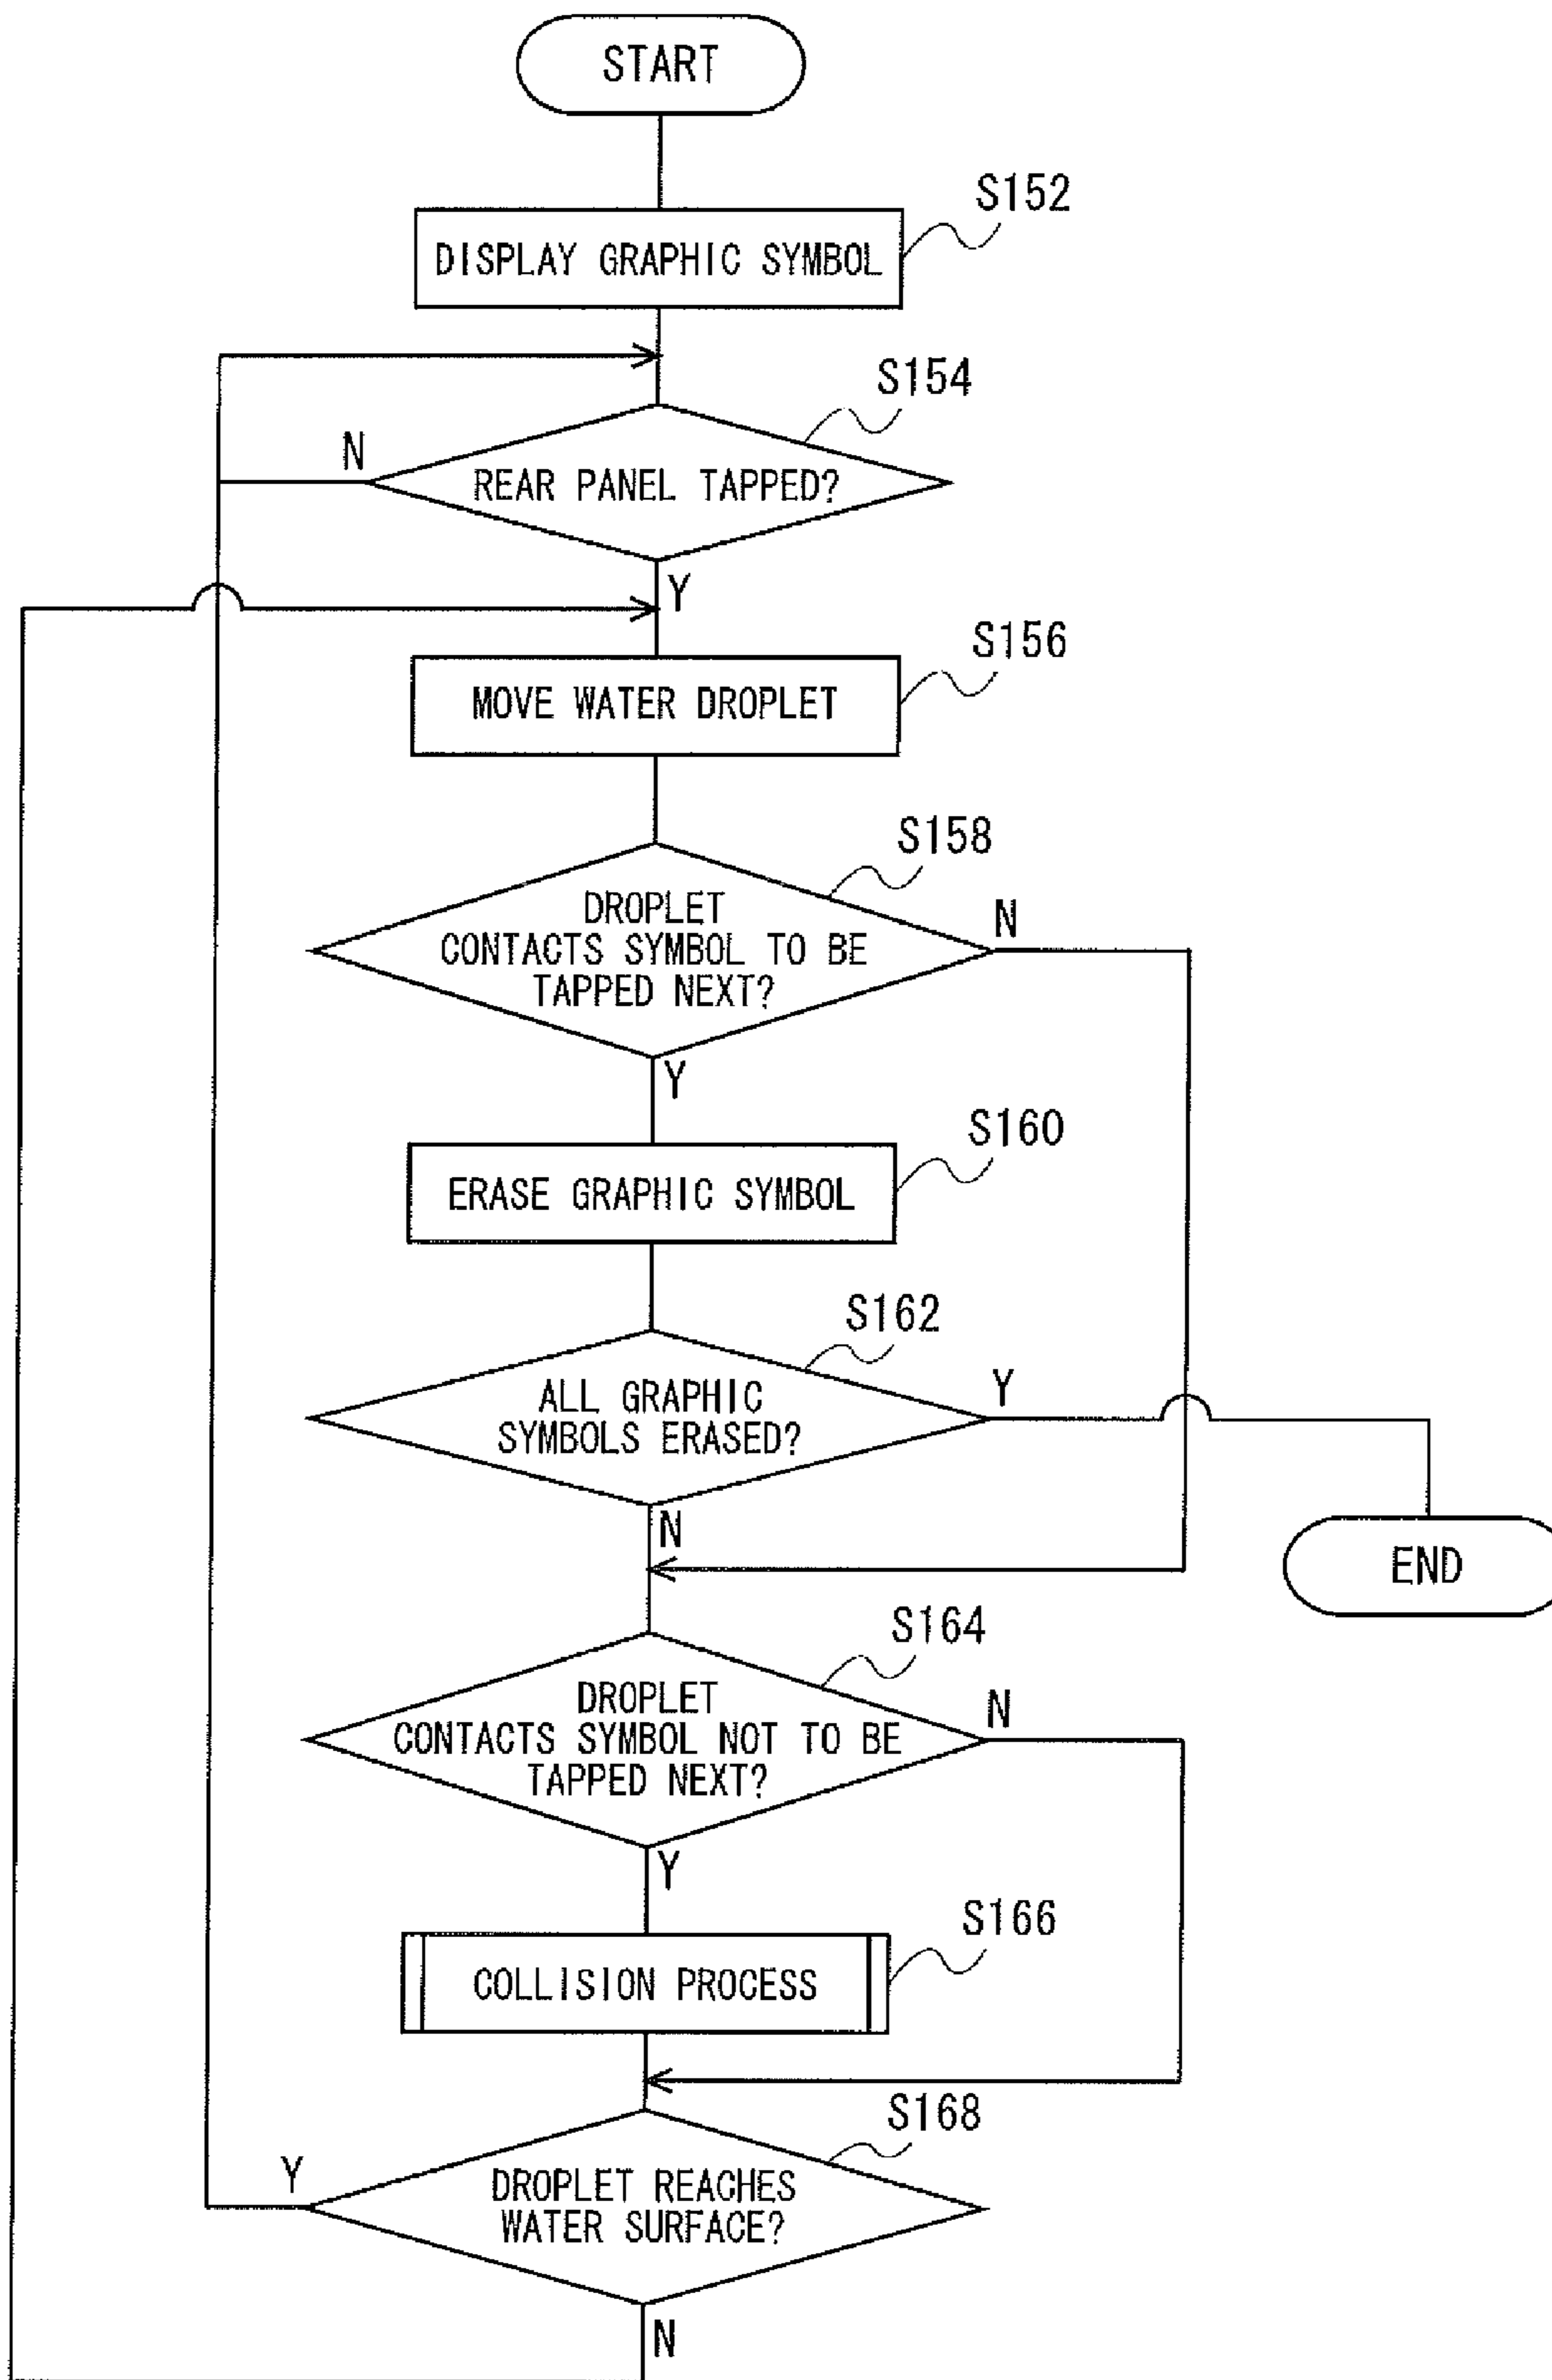 START
S152
DISPLAY GRAPHIC SYMBOL
S154
N
REAR PANEL TAPPED?
Y
S156
MOVE WATER DROPLET
S158
DROPLET
CONTACTS SYMBOL TO BE
TAPPED NEXT?
N
Y
S160
ERASE GRAPHIC SYMBOL
S162
ALL GRAPHIC
SYMBOLS ERASED?
Y
N
END
S164
DROPLET
CONTACTS SYMBOL NOT TO BE
TAPPED NEXT?
N
Y
S166
COLLISION PROCESS
S168
Y
DROPLET REACHES
WATER SURFACE?
N